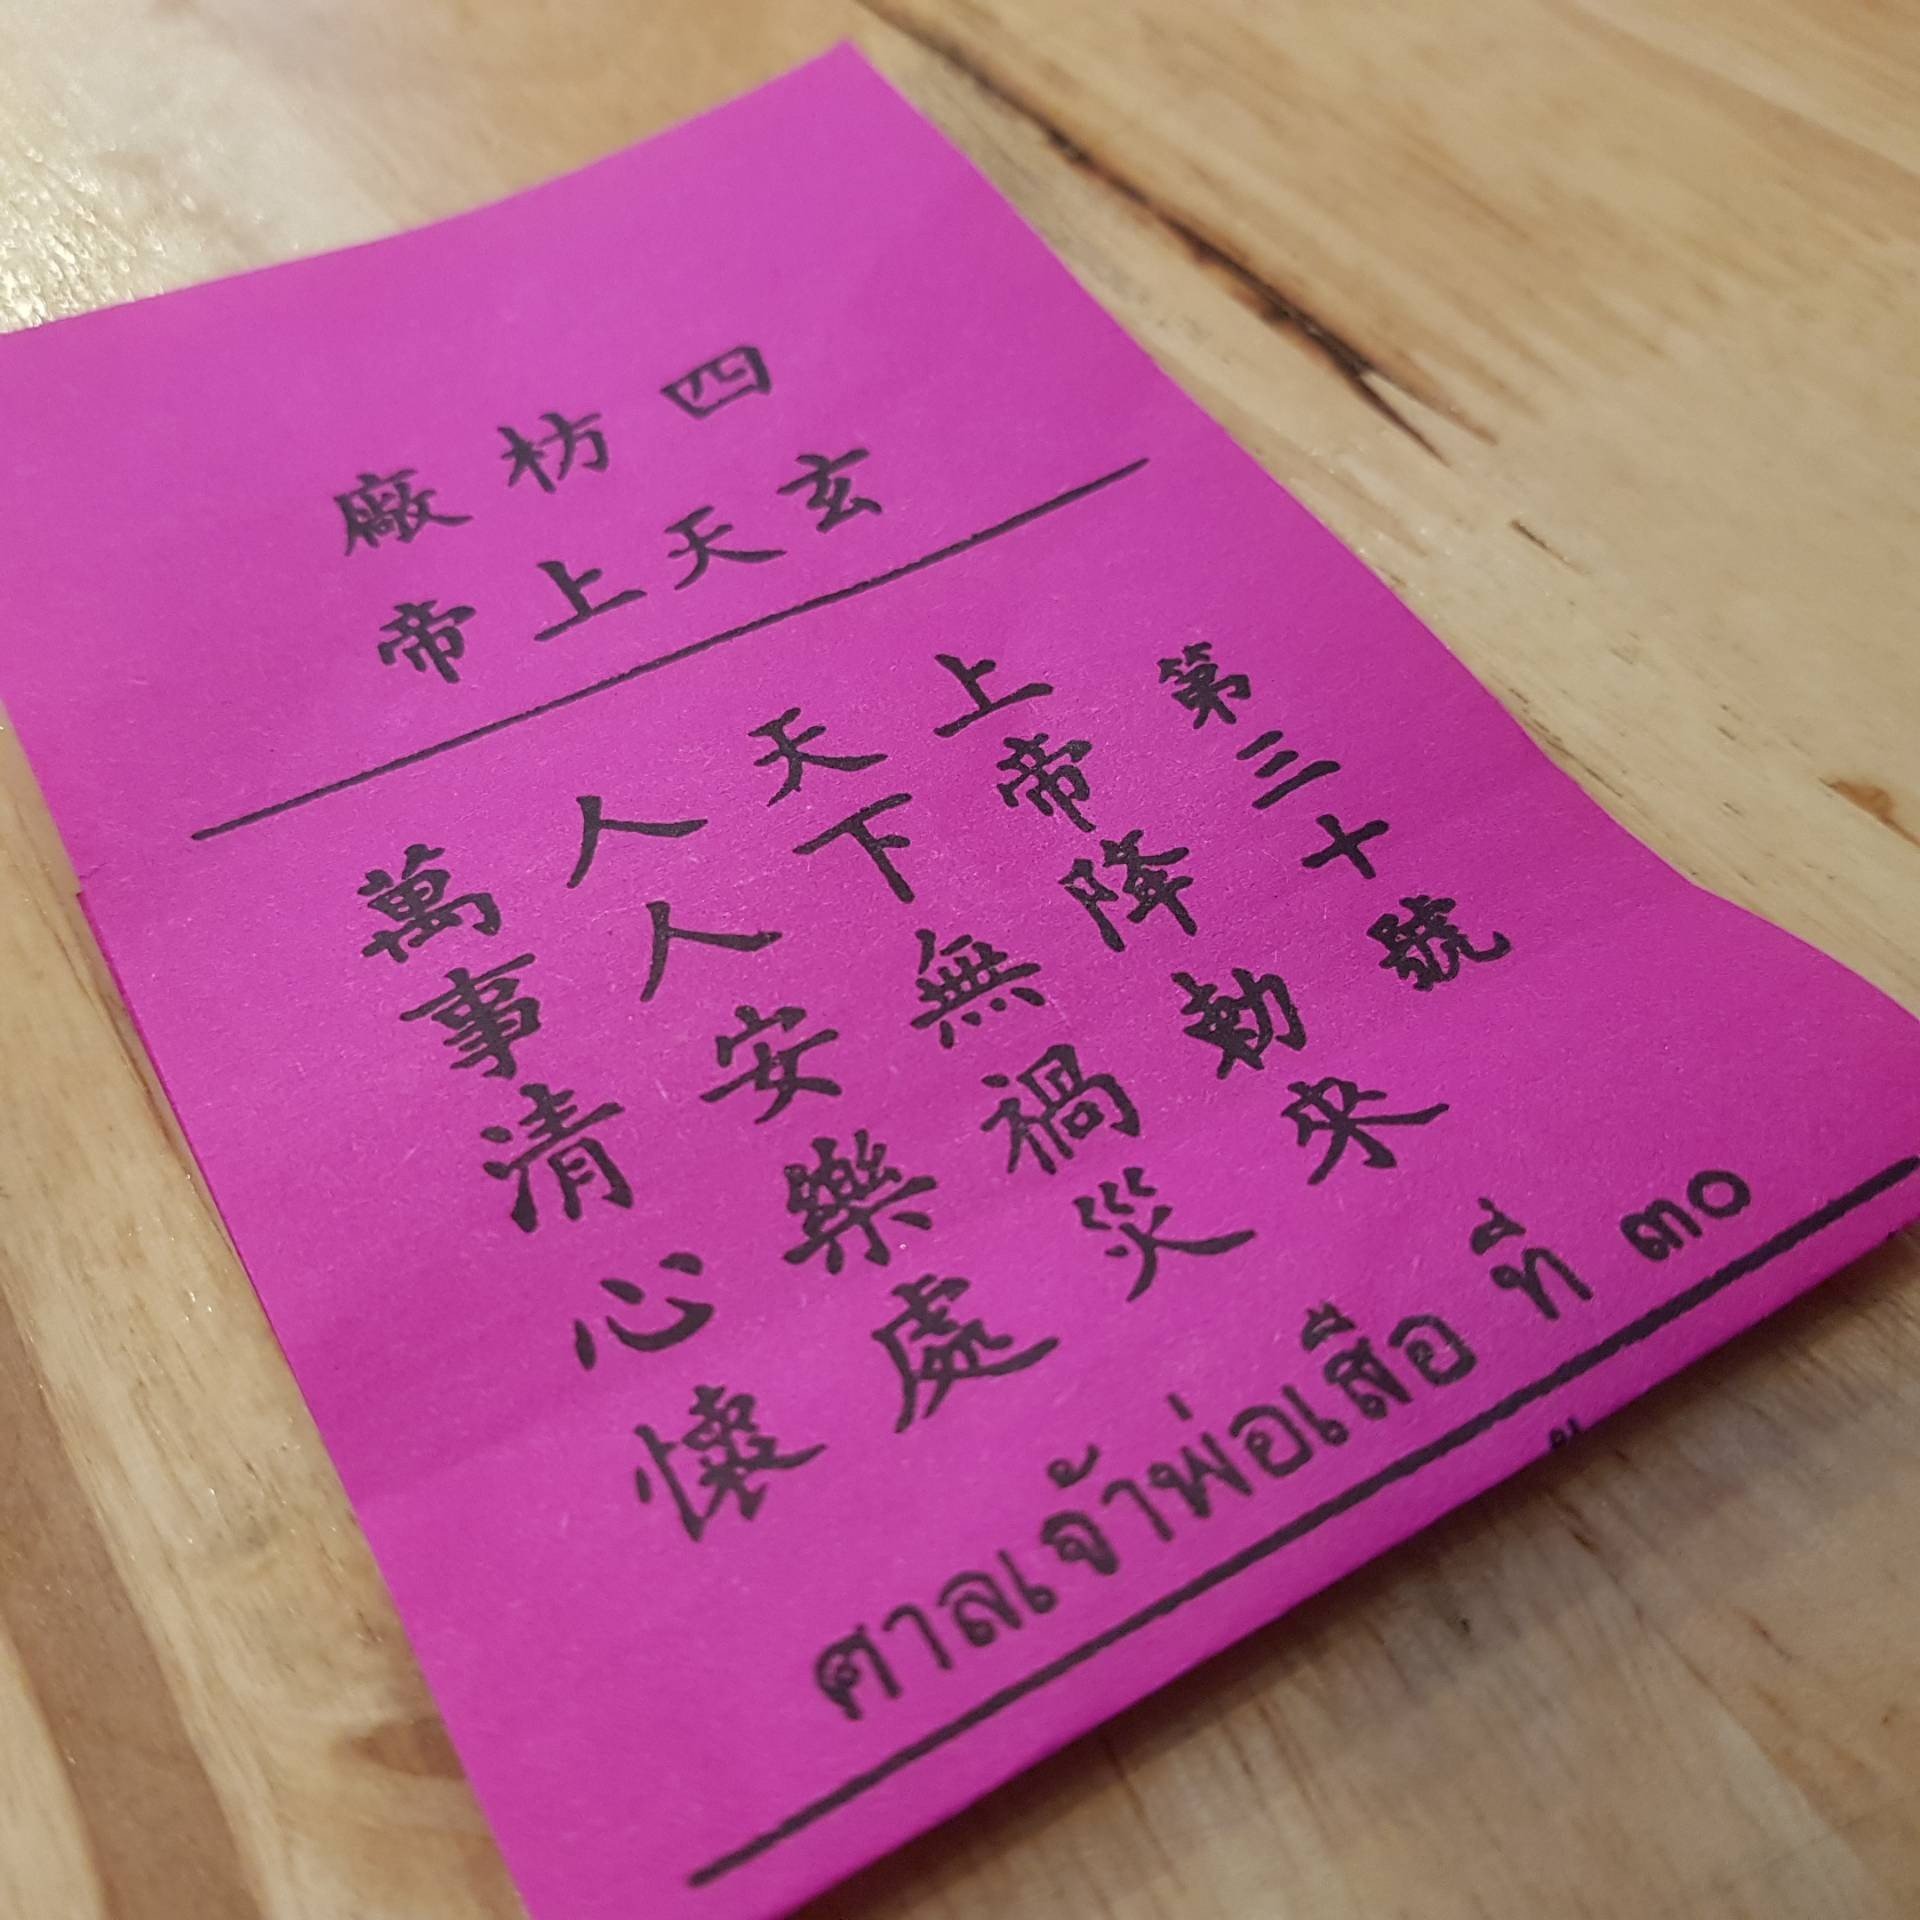 四枋廠
玄天上帝
第三十號
上帝降勅來
天下無禍災
人人安樂處
萬事清心懷
ศาลเจ้าพ่อเสือ ที่ ๓๐